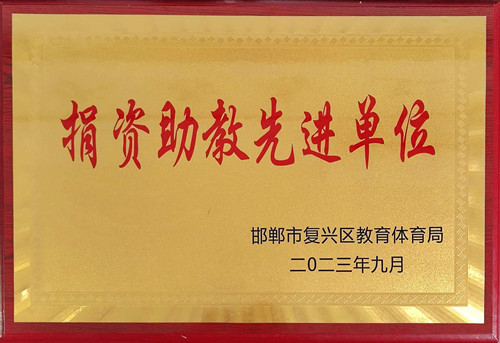 捐资助教先进单位
邯郸市复兴区教育体育局
二〇二三年九月